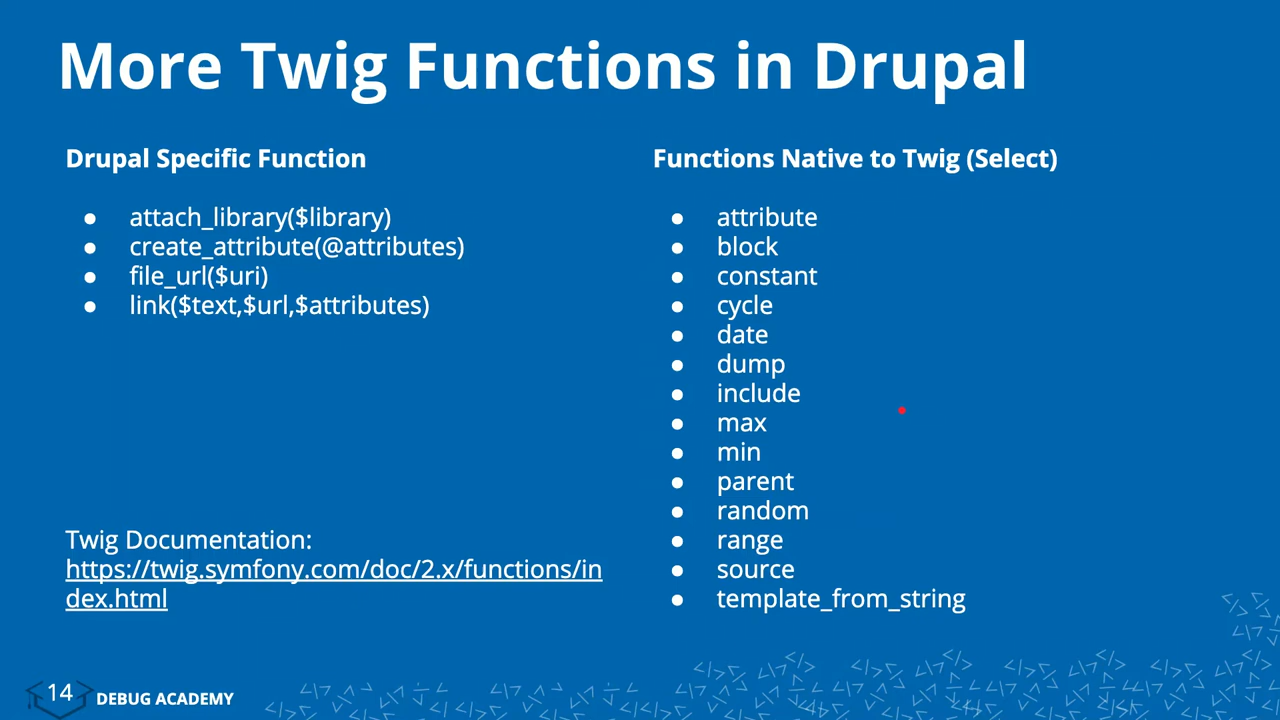 More Twig Functions in Drupal
Drupal Specific Function
attach_library($library)
create_attribute(@attributes)
file_url($uri)
link($text,$url,$attributes)
Twig Documentation:
https://twig.symfony.com/doc/2.x/functions/in
dex.html
Functions Native to Twig (Select)
attribute
block
constant
cycle
date
dump
include
max
min
parent
random
range
source
template_from_string
14
DEBUG ACADEMY